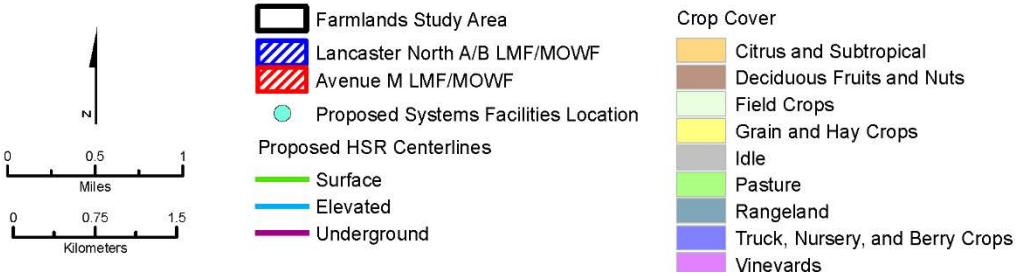 N
0 0.5 1
Miles
0 0.75 1.5
Kilometers
Farmlands Study Area
Lancaster North A/B LMF/MOWF
Avenue M LMF/MOWF
Proposed Systems Facilities Location
Proposed HSR Centerlines
Surface
Elevated
Underground
Crop Cover
Citrus and Subtropical
Deciduous Fruits and Nuts
Field Crops
Grain and Hay Crops
Idle
Pasture
Rangeland
Truck, Nursery, and Berry Crops
Vineyards